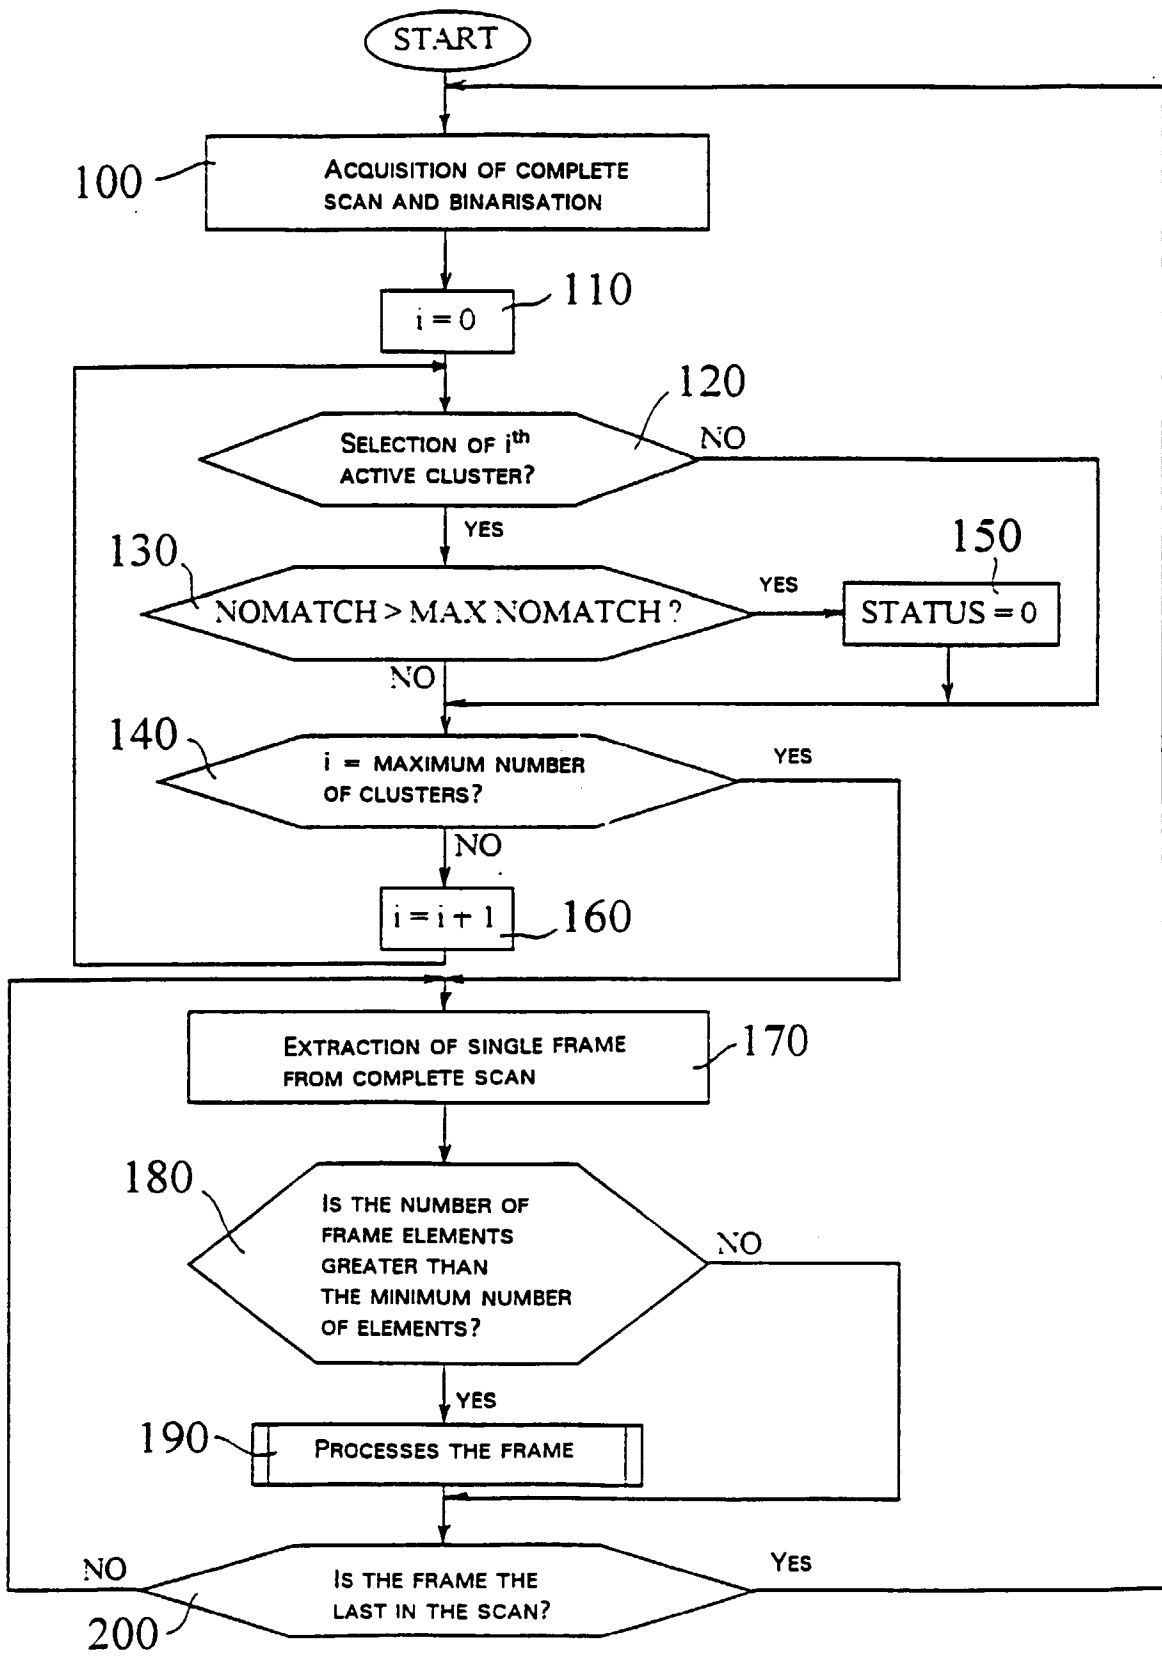 START
100
ACQUISITION OF COMPLETE
SCAN AND BINARISATION
110
i = 0
120
SELECTION OF ith
ACTIVE CLUSTER?
NO
YES
130
NOMATCH > MAX NOMATCH ?
YES
150
STATUS = 0
NO
140
i = MAXIMUM NUMBER
OF CLUSTERS?
YES
NO
i = i + 1
160
EXTRACTION OF SINGLE FRAME
FROM COMPLETE SCAN
170
180
IS THE NUMBER OF
FRAME ELEMENTS
GREATER THAN
THE MINIMUM NUMBER
OF ELEMENTS?
NO
YES
190
PROCESSES THE FRAME
NO
200
IS THE FRAME THE
LAST IN THE SCAN?
YES